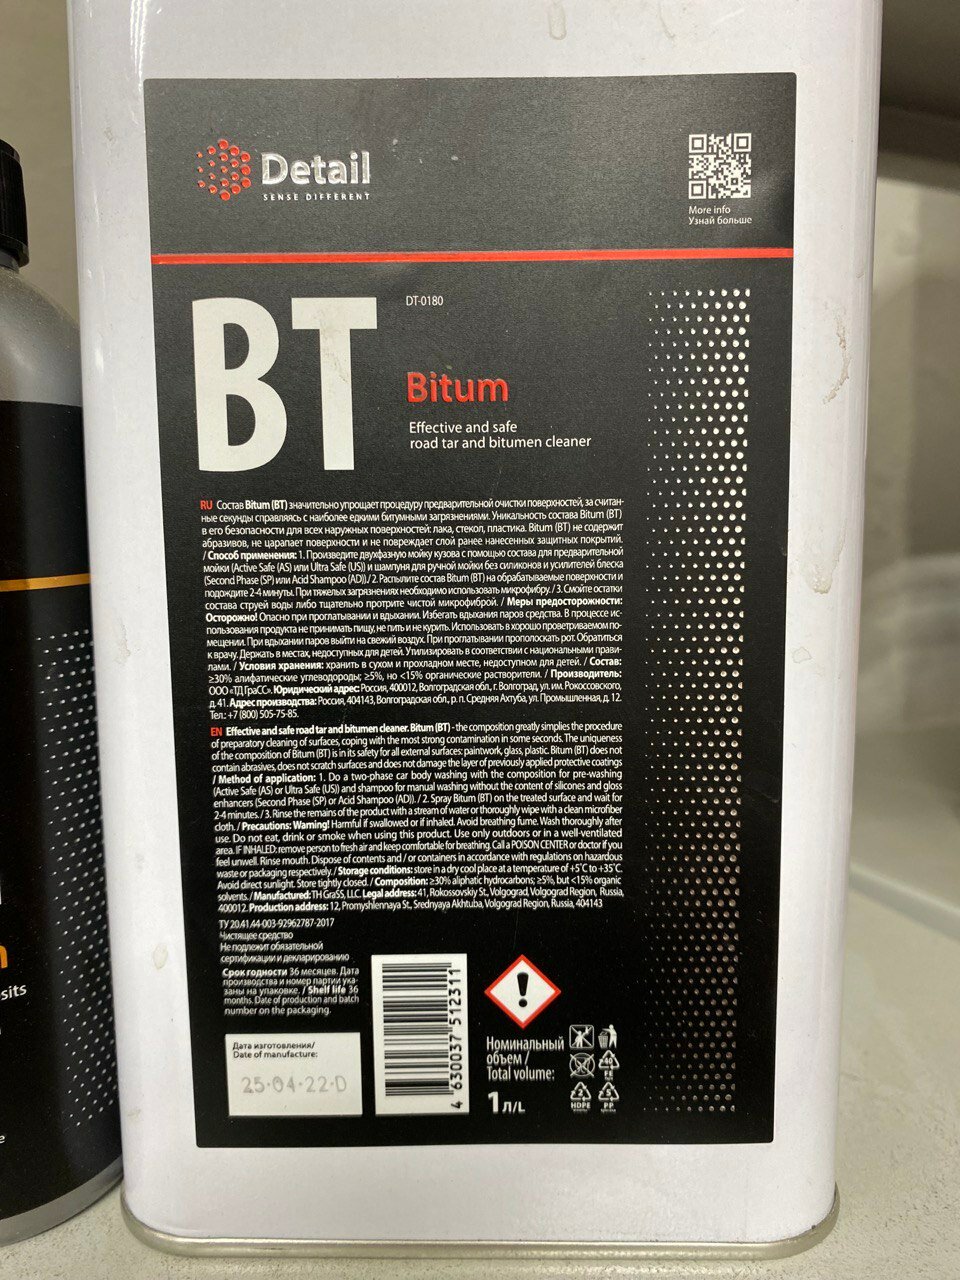 Detail
SENSE DIFFERENT
More info
Узнай больше
BT
DT-0180
Bitum
Effective and safe
road tar and bitumen cleaner
RU Состав Bitum (BT) значительно упрощает процедуру предварительной очистки поверхностей, за считан-
ные секунды справляясь с наиболее едкими битумными загрязнениями. Уникальность состава Bitum (BT)
в его безопасности для всех наружных поверхностей: лака, стекол, пластика. Bitum (BT) не содержит
абразивов, не царапает поверхности и не повреждает слой ранее нанесенных защитных покрытий.
/ Способ применения: 1. Произведите двухфазную мойку кузова с помощью состава для предварительной
мойки (Active Safe (AS) или Ultra Safe (US)) и шампуня для ручной мойки без силиконов и усилителей блеска
(Second Phase (SP) или Acid Shampoo (AD)) / 2. Распылите состав Bitum (BT) на обрабатываемые поверхности и
подождите 2-4 минуты. При тяжелых загрязнениях необходимо использовать микрофибру. / 3. Смойте остатки
состава струей воды либо тщательно протрите чистой микрофиброй. / Меры предосторожности:
Осторожно! Опасно при проглатывании и вдыхании. Избегать вдыхания паров средства. В процессе ис-
пользования продукта не принимать пищу, не пить и не курить. Использовать в хорошо проветриваемом по-
мещении. При вдыхании паров выйти на свежий воздух. При проглатывании прополоскать рот. Обратиться
к врачу. Держать в местах, недоступных для детей. Утилизировать в соответствии с национальными прави-
лами. / Условия хранения: хранить в сухом и прохладном месте, недоступном для детей. / Состав:
≥30% алифатические углеводороды; ≥5%, но <15% органические растворители. / Производитель:
ООО «ТД ГраСС». Юридический адрес: Россия, 400012, Волгоградская обл., г. Волгоград, ул. им. Рокоссовского,
д. 41. Адрес производства: Россия, 404143, Волгоградская обл., р. п. Средняя Ахтуба, ул. Промышленная, д. 12.
Тел.: +7 (800) 505-75-85.
EN Effective and safe road tar and bitumen cleaner. Bitum (BT) - the composition greatly simplies the procedure
of preparatory cleaning of surfaces, coping with the most strong contamination in some seconds. The uniqueness
of the composition of Bitum (BT) is in its safety for all external surfaces: paintwork, glass, plastic. Bitum (BT) does not
contain abrasives, does not scratch surfaces and does not damage the layer of previously applied protective coatings
/ Method of application: 1. Do a two-phase car body washing with the composition for pre-washing
(Active Safe (AS) or Ultra Safe (US)) and shampoo for manual washing without the content of silicones and gloss
enhancers (Second Phase (SP) or Acid Shampoo (AD)). / 2. Spray Bitum (BT) on the treated surface and wait for
2-4 minutes. / 3. Rinse the remains of the product with a stream of water or thoroughly wipe with a clean microfiber
cloth. / Precautions: Warning! Harmful if swallowed or if inhaled. Avoid breathing fume. Wash thoroughly after
use. Do not eat, drink or smoke when using this product. Use only outdoors or in a well-ventilated
area. IF INHALED: remove person to fresh air and keep comfortable for breathing. Call a POISON CENTER or doctor if you
feel unwell. Rinse mouth. Dispose of contents and / or containers in accordance with regulations on hazardous
waste or packaging respectively. / Storage conditions: store in a dry cool place at a temperature of +5˚C to +35˚C
Avoid direct sunlight. Store tightly closed. / Composition: ≥30% aliphatic hydrocarbons; ≥5%, but <15% organic
solvents. / Manufactured: TH GraSS, LLC. Legal address: 41, Rokossovskiy St., Volgograd, Volgograd Region, Russia,
400012. Production address: 12, Promyshlennaya St., Srednyaya Akhtuba, Volgograd Region, Russia, 404143
ТУ 20.41.44-003-92962787-2017
Чистящее средство
Не подлежит обязательной
сертификации и декларированию
Срок годности 36 месяцев. Дата
производства и номер партии ука-
заны на упаковке. / Shelf life 36
months. Date of production and batch
number on the packaging.
Дата изготовления/
Date of manufacture:
25·04·22·D
4 630037 512311
Номинальный
объем /
Total volume:
1 Л/L
40
FE
2
HDPE
5
PP
sits